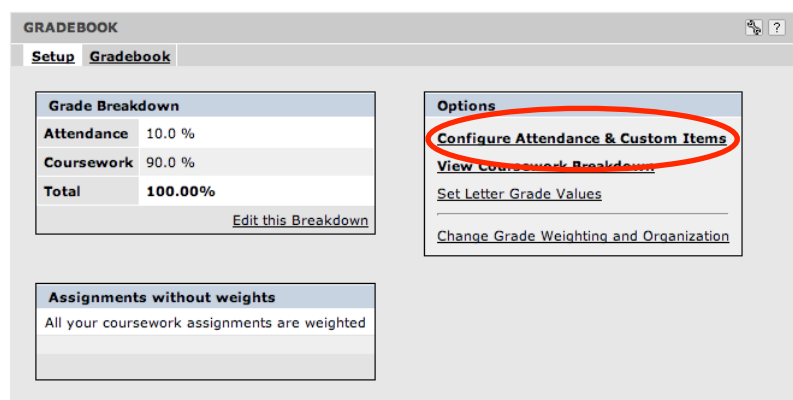 GRADEBOOK
?
Setup Gradebook
Grade Breakdown
Attendance 10.0 %
Coursework 90.0 %
Total 100.00%
Edit this Breakdown
Options
Configure Attendance & Custom Items
View Coursework Breakdown
Set Letter Grade Values
Change Grade Weighting and Organization
Assignments without weights
All your coursework assignments are weighted